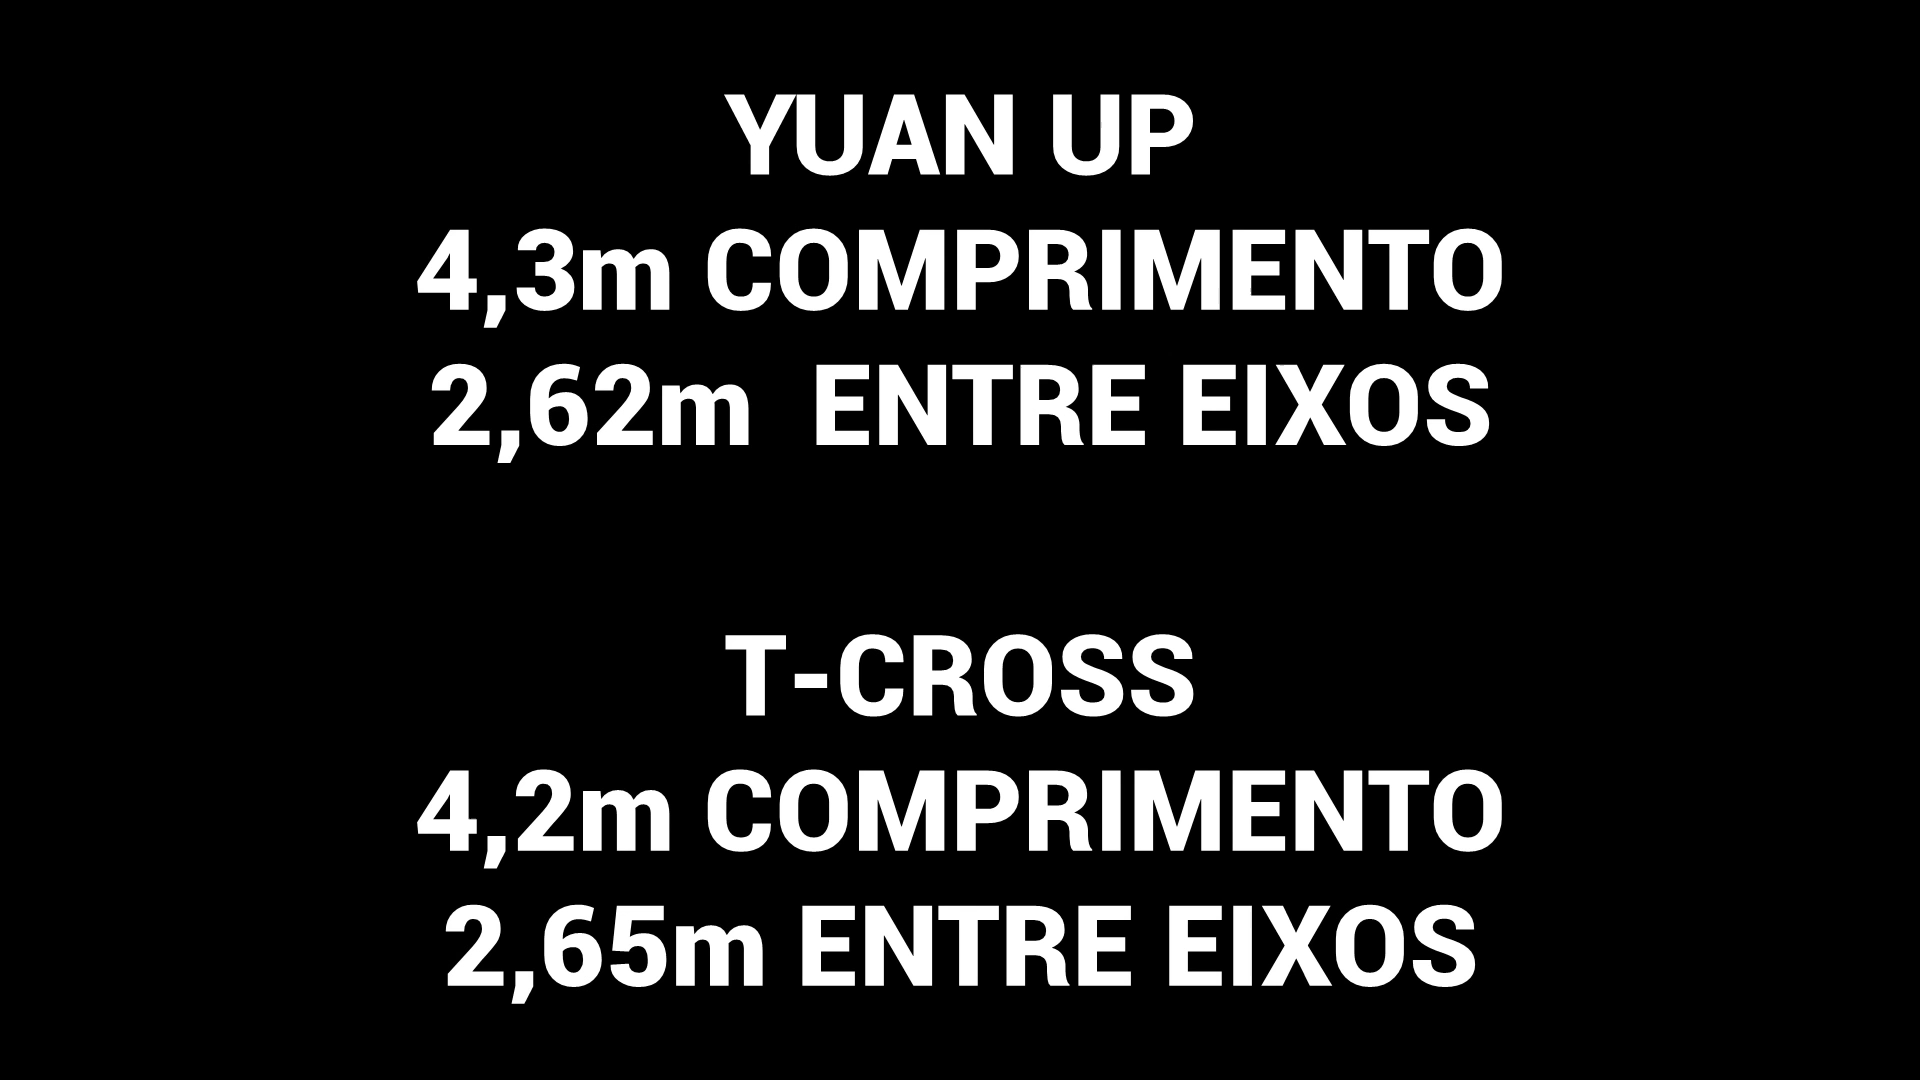 YUAN UP
4,3m COMPRIMENTO
2,62m  ENTRE EIXOS
T-CROSS
4,2m COMPRIMENTO
2,65m ENTRE EIXOS